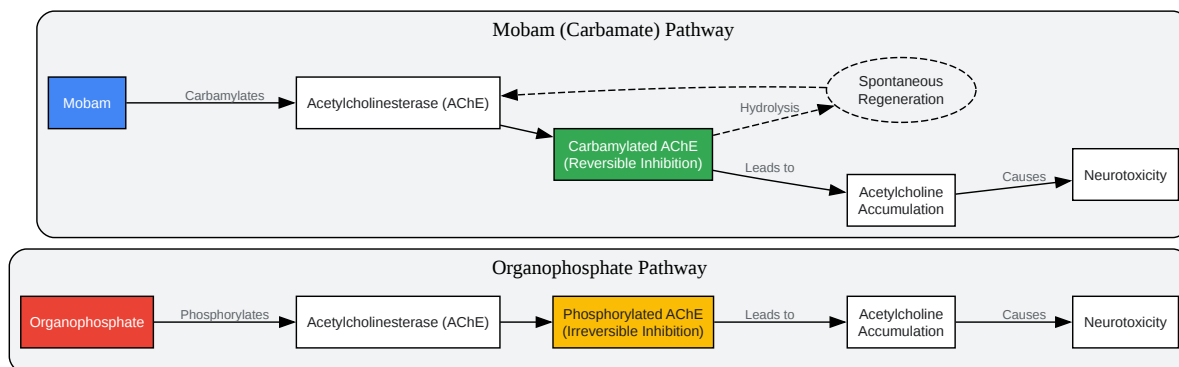 Mobam (Carbamate) Pathway
Mobam
Carbamylates
Acetylcholinesterase (AChE)
Carbamylated AChE
(Reversible Inhibition)
Hydrolysis
Spontaneous
Regeneration
Leads to
Acetylcholine
Accumulation
Causes
Neurotoxicity
Organophosphate Pathway
Organophosphate
Phosphorylates
Acetylcholinesterase (AChE)
Phosphorylated AChE
(Irreversible Inhibition)
Leads to
Acetylcholine
Accumulation
Causes
Neurotoxicity